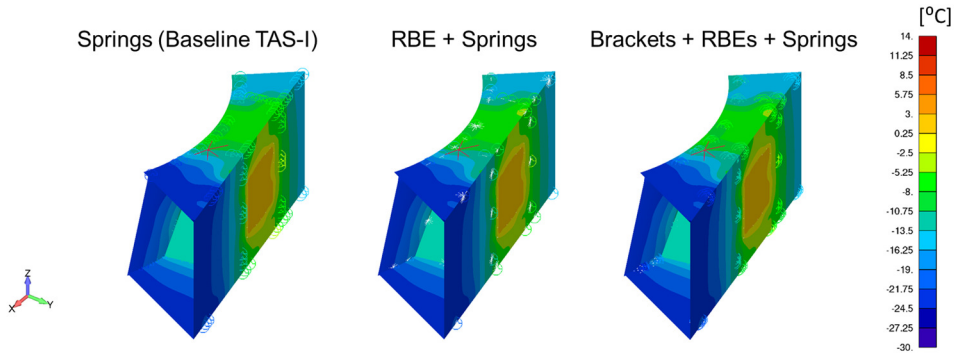 [⁰C]
Springs (Baseline TAS-I)
RBE + Springs
Brackets + RBEs + Springs
14.
11.25
8.5
5.75
3.
0.25
-2.5
-5.25
-8.
-10.75
-13.5
-16.25
-19.
-21.75
-24.5
-27.25
-30.
Z
X
Y